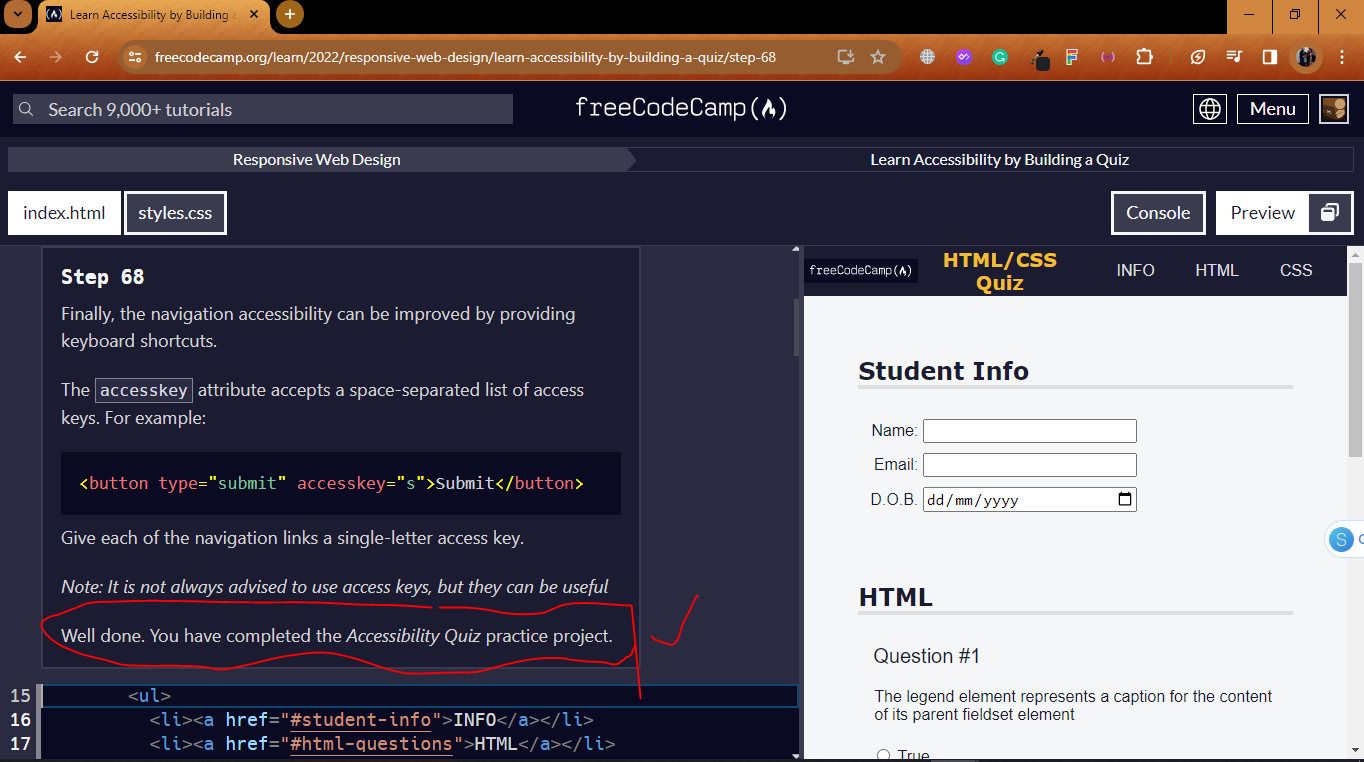 Learn Accessibility by Building a
freecodecamp.org/learn/2022/responsive-web-design/learn-accessibility-by-building-a-quiz/step-68
Search 9,000+ tutorials
freeCodeCamp
Menu
Responsive Web Design
Learn Accessibility by Building a Quiz
index.html
styles.css
Console
Preview
Step 68
Finally, the navigation accessibility can be improved by providing
keyboard shortcuts.
The accesskey attribute accepts a space-separated list of access
keys. For example:
<button type="submit" accesskey="s">Submit</button>
Give each of the navigation links a single-letter access key.
Note: It is not always advised to use access keys, but they can be useful
Well done. You have completed the Accessibility Quiz practice project.
15 <ul>
16 <li><a href="#student-info">INFO</a></li>
17 <li><a href="#html-questions">HTML</a></li>
freeCodeCamp
HTML/CSS
Quiz
INFO
HTML
CSS
Student Info
Name:
Email:
D.O.B.
dd/mm/yyyy
HTML
Question #1
The legend element represents a caption for the content
of its parent fieldset element
True